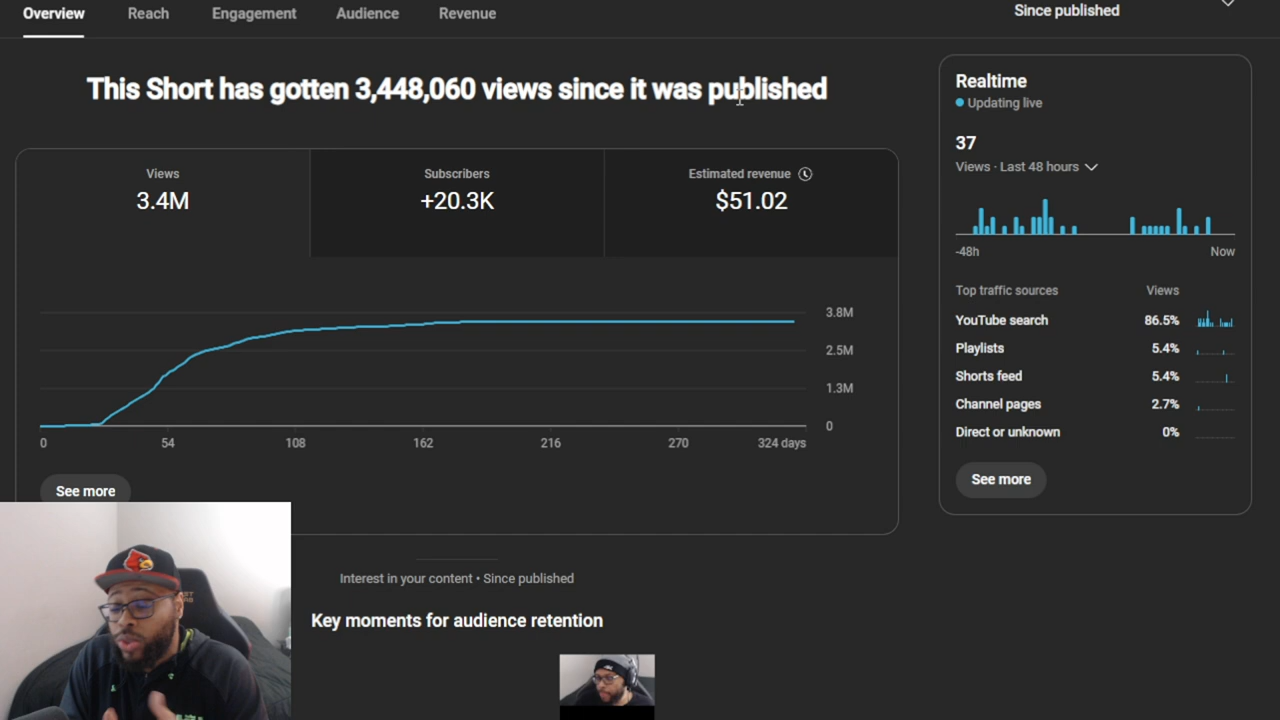 Overview Reach Engagement Audience Revenue Since published
This Short has gotten 3,448,060 views since it was published
Views Subscribers Estimated revenue
3.4M +20.3K $51.02
3.8M
2.5M
1.3M
0
0 54 108 162 216 270 324 days
See more
Realtime
Updating live
37
Views · Last 48 hours
-48h Now
Top traffic sources Views
YouTube search 86.5%
Playlists 5.4%
Shorts feed 5.4%
Channel pages 2.7%
Direct or unknown 0%
See more
Interest in your content • Since published
Key moments for audience retention